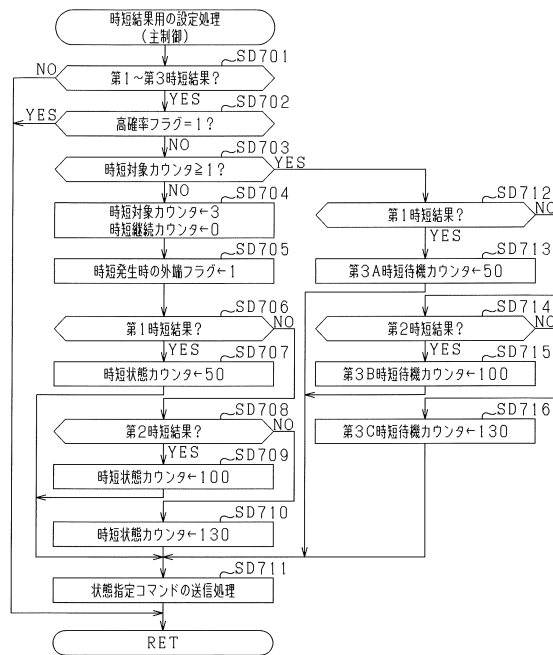 時短結果用の設定処理
(主制御)
SD701
NO
第1~第3時短結果?
YES
SD702
YES
高確率フラグ=1?
NO
SD703
時短対象カウンタ≧1?
YES
NO
SD704
時短対象カウンタ←3
時短継続カウンタ←0
SD705
時短発生時の外端フラグ←1
SD706
第1時短結果?
NO
YES
SD707
時短状態カウンタ←50
SD708
第2時短結果?
NO
YES
SD709
時短状態カウンタ←100
SD710
時短状態カウンタ←130
SD711
状態指定コマンドの送信処理
RET
SD712
第1時短結果?
NO
YES
SD713
第3A時短待機カウンタ←50
SD714
第2時短結果?
NO
YES
SD715
第3B時短待機カウンタ←100
SD716
第3C時短待機カウンタ←130